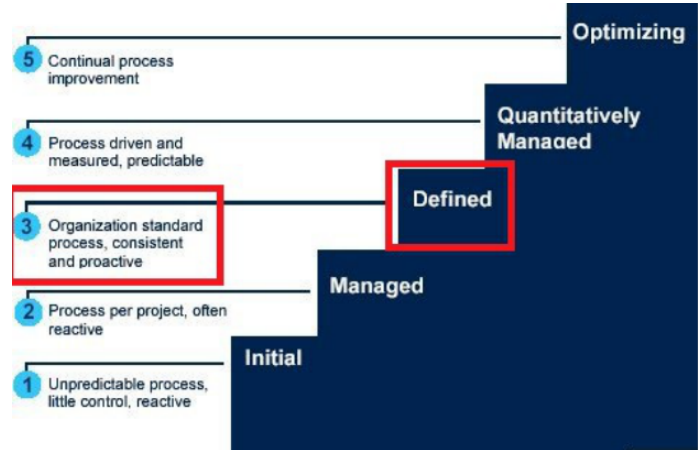 Optimizing
5 Continual process
improvement
Quantitatively
Managed
4 Process driven and
measured, predictable
Defined
3 Organization standard
process, consistent
and proactive
Managed
2 Process per project, often
reactive
Initial
1 Unpredictable process,
little control, reactive